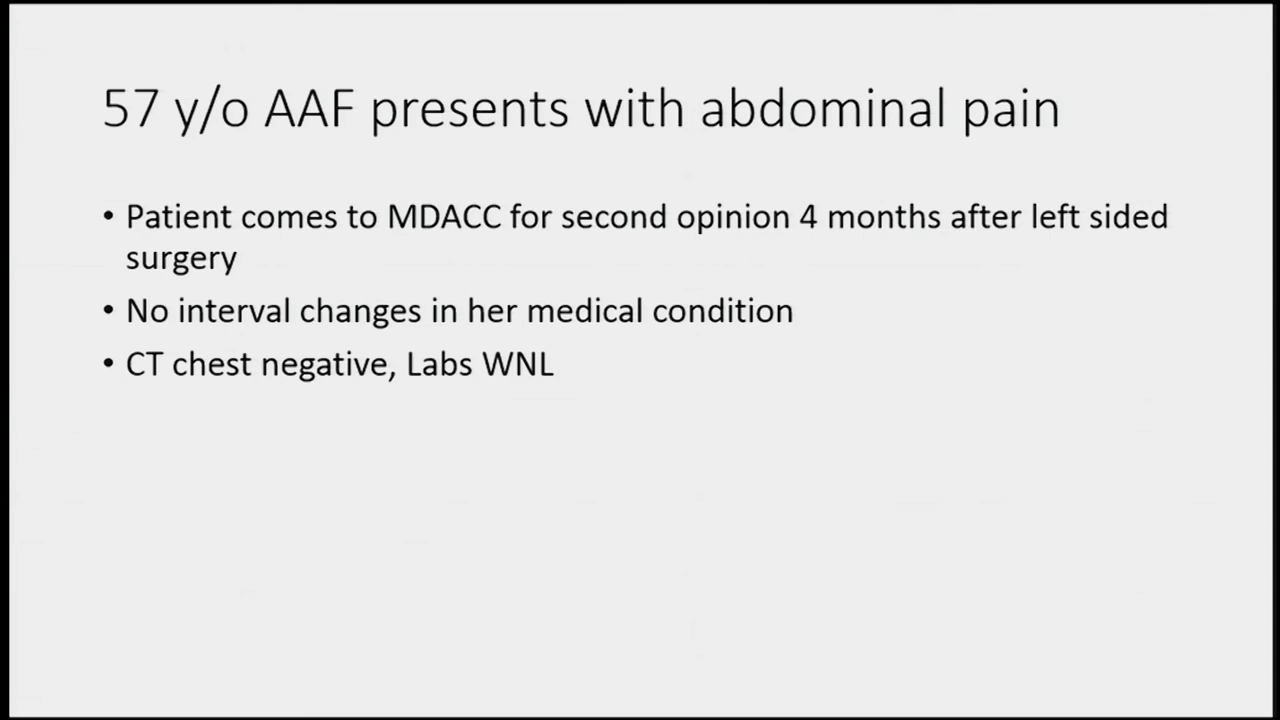 57 y/o AAF presents with abdominal pain
• Patient comes to MDACC for second opinion 4 months after left sided
surgery
• No interval changes in her medical condition
• CT chest negative, Labs WNL